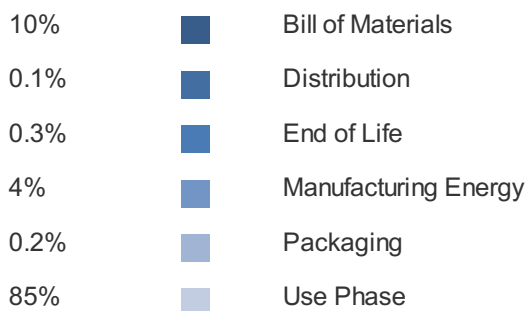 10% Bill of Materials
0.1% Distribution
0.3% End of Life
4% Manufacturing Energy
0.2% Packaging
85% Use Phase